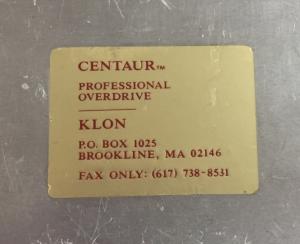 CENTAUR™
PROFESSIONAL
OVERDRIVE
KLON
P.O. BOX 1025
BROOKLINE, MA 02146
FAX ONLY: (617) 738-8531